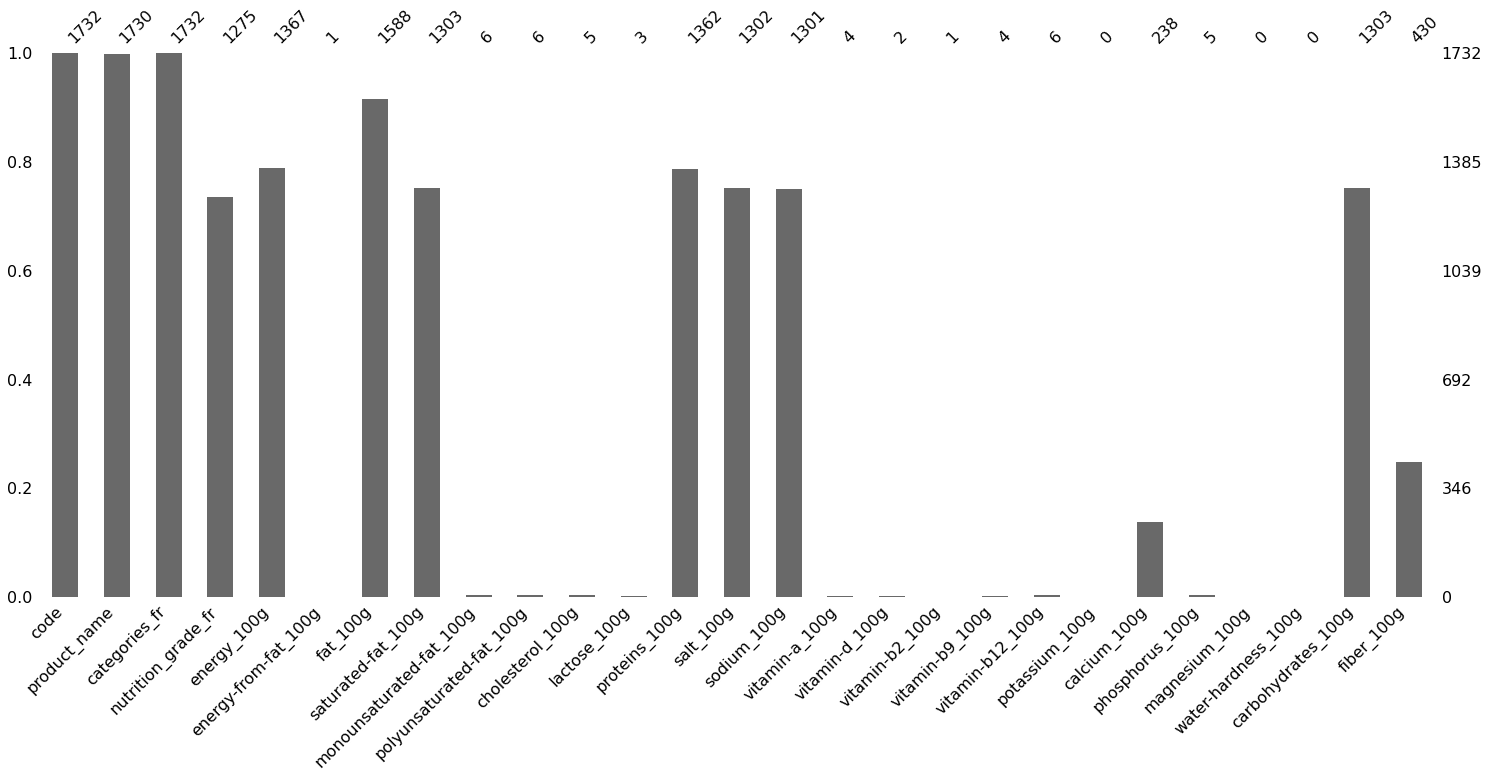 1732
1730
1732
1275
1367
1
1588
1303
6
6
5
3
1362
1302
1301
4
2
1
4
6
0
238
5
0
0
1303
430
1.0
0.8
0.6
0.4
0.2
0.0
1732
1385
1039
692
346
0
code
product_name
categories_fr
nutrition_grade_fr
energy_100g
energy-from-fat_100g
fat_100g
saturated-fat_100g
monounsaturated-fat_100g
polyunsaturated-fat_100g
cholesterol_100g
lactose_100g
proteins_100g
salt_100g
sodium_100g
vitamin-a_100g
vitamin-d_100g
vitamin-b2_100g
vitamin-b9_100g
vitamin-b12_100g
potassium_100g
calcium_100g
phosphorus_100g
magnesium_100g
water-hardness_100g
carbohydrates_100g
fiber_100g